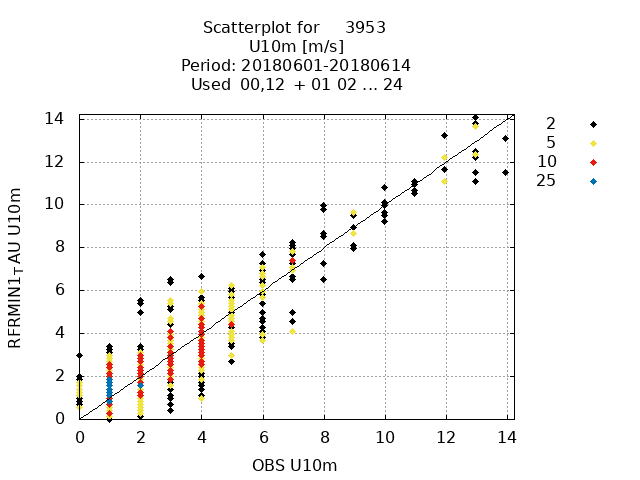 Scatterplot for 3953
U10m [m/s]
Period: 20180601-20180614
Used 00,12 + 01 02 ... 24
2
5
10
25
RFRMIN1T AU U10m
14
12
10
8
6
4
2
0
0 2 4 6 8 10 12 14
OBS U10m